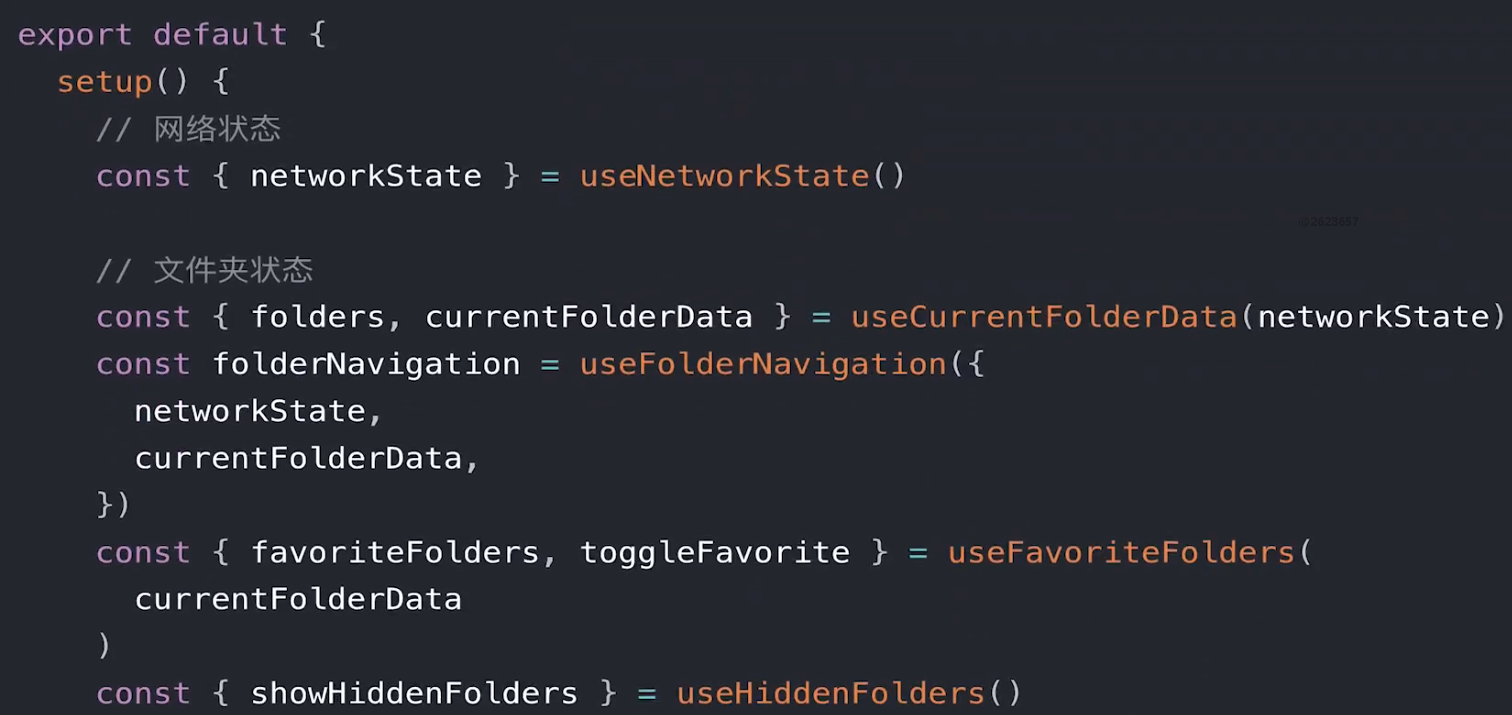 export default {
setup() {
// 网络状态
const { networkState } = useNetworkState()
@2623657
// 文件夹状态
const { folders, currentFolderData } = useCurrentFolderData(networkState)
const folderNavigation = useFolderNavigation({
networkState,
currentFolderData,
})
const { favoriteFolders, toggleFavorite } = useFavoriteFolders(
currentFolderData
)
const { showHiddenFolders } = useHiddenFolders()